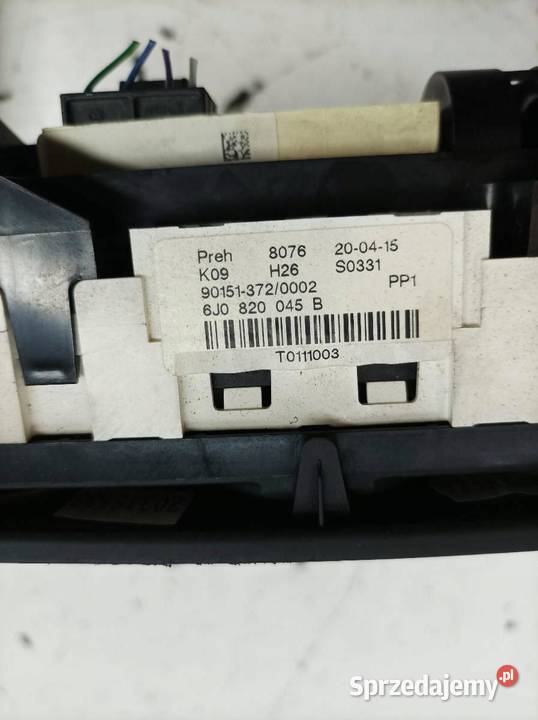 Preh 8076 20-04-15
K09 H26 S0331
90151-372/0002 PP1
6J0 820 045 B
T0111003
Sprzedajemy.pl